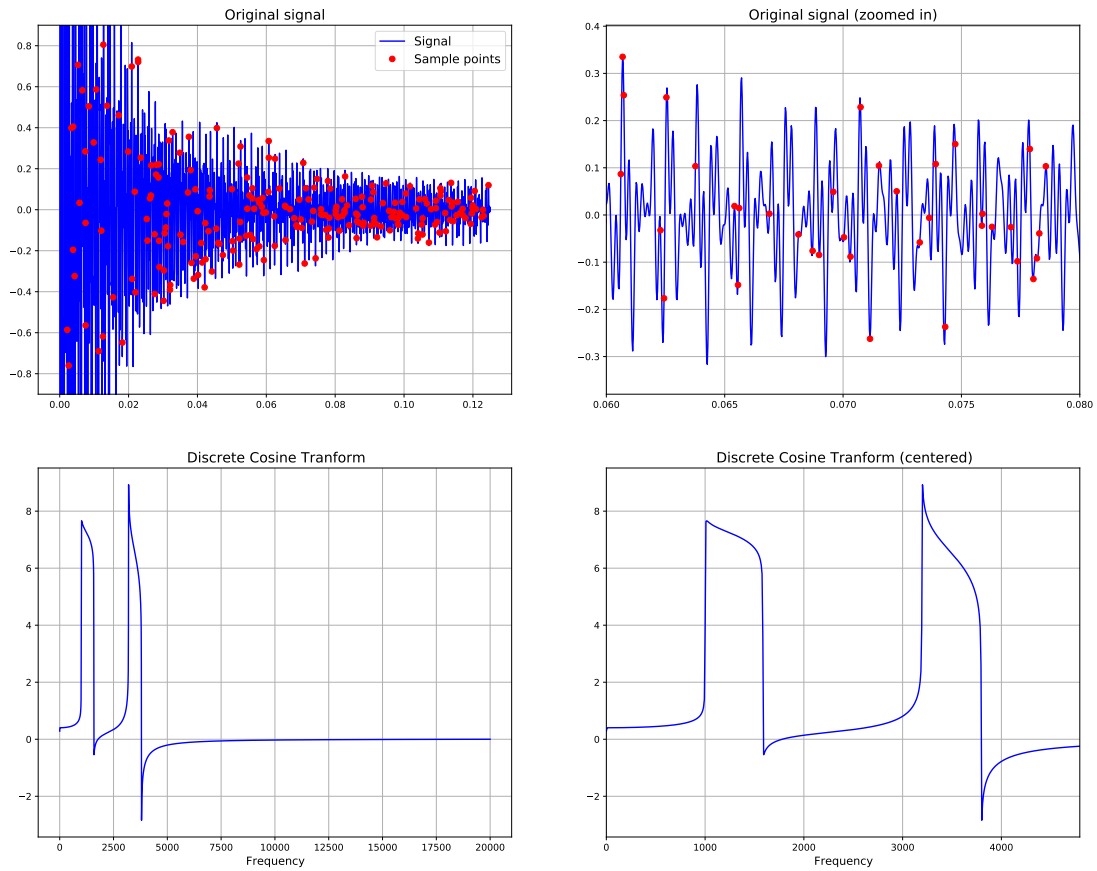 Original signal
0.8
0.6
0.4
0.2
0.0
−0.2
−0.4
−0.6
−0.8
Signal
Sample points
0.00 0.02 0.04 0.06 0.08 0.10 0.12
Original signal (zoomed in)
0.4
0.3
0.2
0.1
0.0
−0.1
−0.2
−0.3
0.060 0.065 0.070 0.075 0.080
Discrete Cosine Tranform
8
6
4
2
0
−2
0 2500 5000 7500 10000 12500 15000 17500 20000
Frequency
Discrete Cosine Tranform (centered)
8
6
4
2
0
−2
0 1000 2000 3000 4000
Frequency